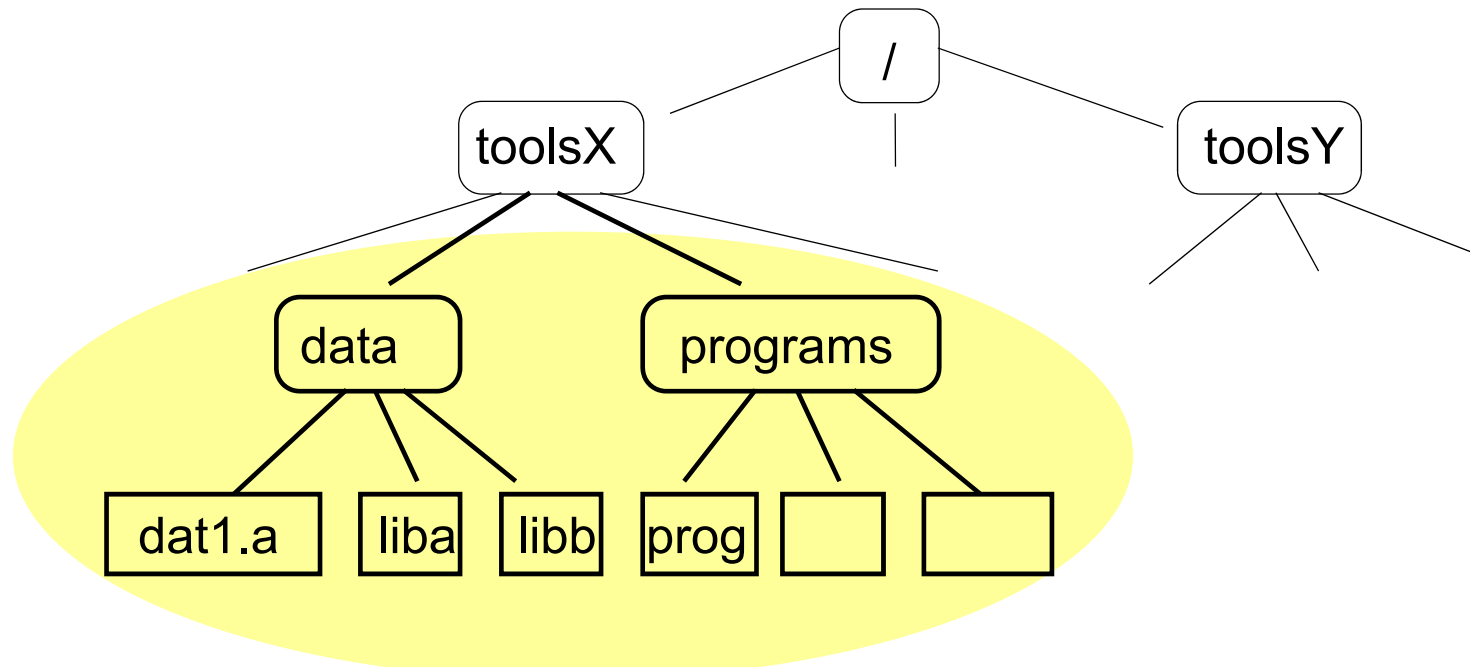 /
toolsX
toolsY
data
programs
dat1.a
liba
libb
prog